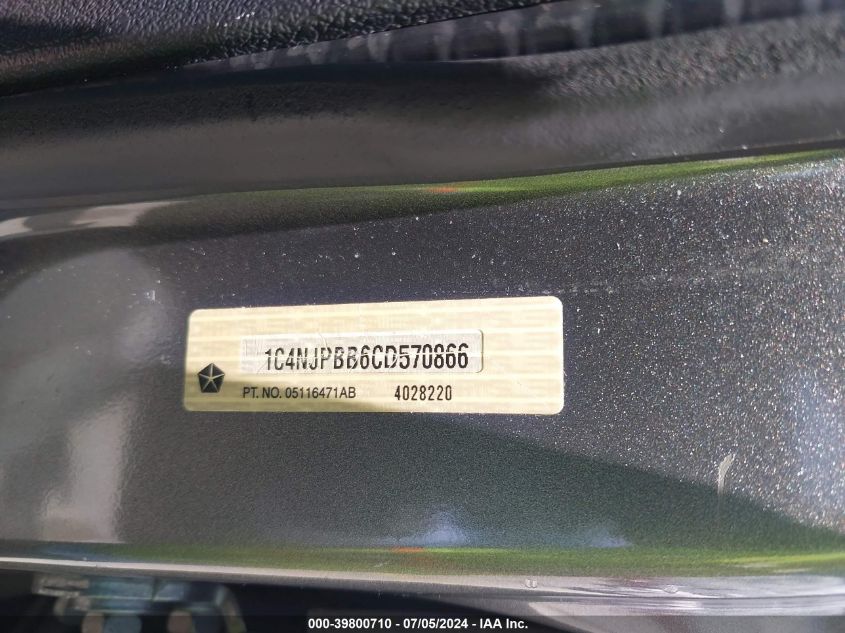 1C4NJPBB6CD570866
PT. NO. 05116471AB 4028220
000-39800710 - 07/05/2024 - IAA Inc.